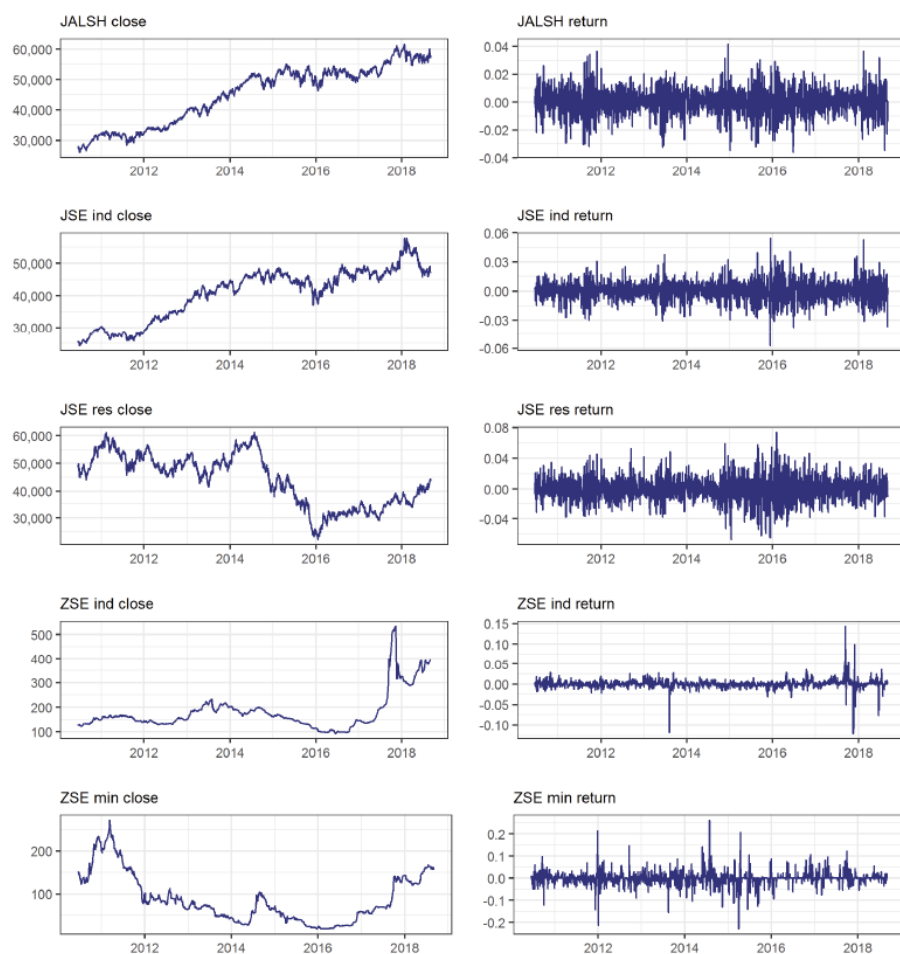 JALSH close
60,000
50,000
40,000
30,000
2012 2014 2016 2018
JALSH return
0.04
0.02
0.00
-0.02
-0.04
2012 2014 2016 2018
JSE ind close
50,000
40,000
30,000
2012 2014 2016 2018
JSE ind return
0.06
0.03
0.00
-0.03
-0.06
2012 2014 2016 2018
JSE res close
60,000
50,000
40,000
30,000
2012 2014 2016 2018
JSE res return
0.08
0.04
0.00
-0.04
2012 2014 2016 2018
ZSE ind close
500
400
300
200
100
2012 2014 2016 2018
ZSE ind return
0.15
0.10
0.05
0.00
-0.05
-0.10
2012 2014 2016 2018
ZSE min close
200
100
2012 2014 2016 2018
ZSE min return
0.2
0.1
0.0
-0.1
-0.2
2012 2014 2016 2018